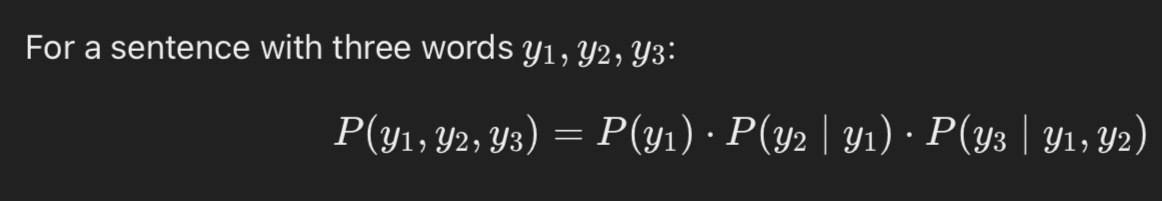 For a sentence with three words y₁, y₂, y₃:
P(y₁, y₂, y₃) = P(y₁) · P(y₂ | y₁) · P(y₃ | y₁, y₂)